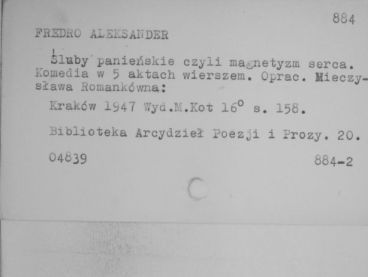 884
FREDRO ALEKSANDER
Śluby panieńskie czyli magnetyzm serca.
Komedia w 5 aktach wierszem. Oprac. Mieczy-
sława Romankówna:
Kraków 1947 Wyd.M.Kot 16° s. 158.
Biblioteka Arcydzieł Poezji i Prozy. 20.
04839 884-2